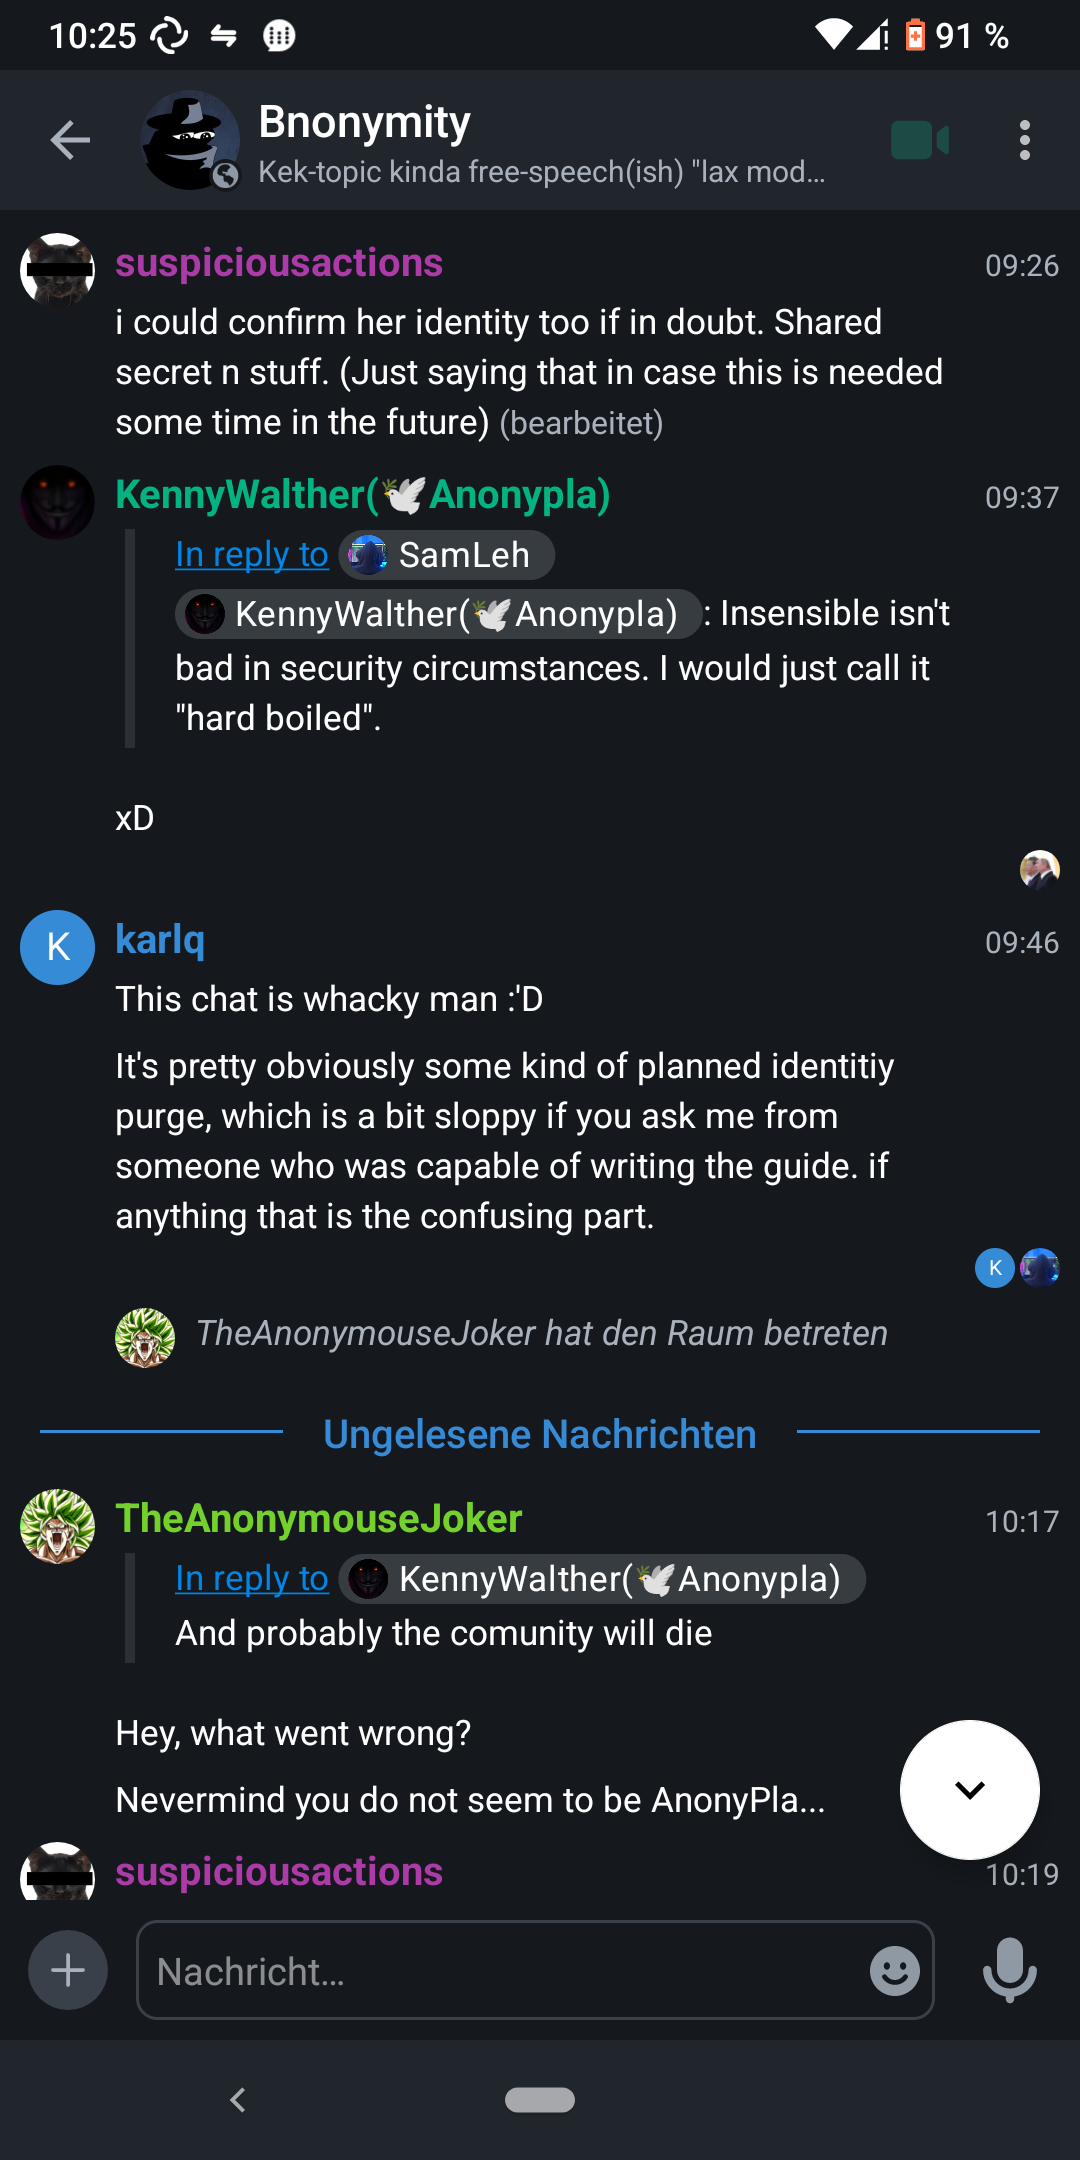 10:25
91 %
Bnonymity
Kek-topic kinda free-speech(ish) "lax mod…
suspiciousactions 09:26
i could confirm her identity too if in doubt. Shared
secret n stuff. (Just saying that in case this is needed
some time in the future) (bearbeitet)
KennyWalther(🕊Anonypla) 09:37
In reply to SamLeh
KennyWalther(🕊Anonypla) : Insensible isn't
bad in security circumstances. I would just call it
"hard boiled".
xD
K karlq 09:46
This chat is whacky man :'D
It's pretty obviously some kind of planned identitiy
purge, which is a bit sloppy if you ask me from
someone who was capable of writing the guide. if
anything that is the confusing part.
K
TheAnonymouseJoker hat den Raum betreten
Ungelesene Nachrichten
TheAnonymouseJoker 10:17
In reply to KennyWalther(🕊Anonypla)
And probably the comunity will die
Hey, what went wrong?
Nevermind you do not seem to be AnonyPla...
suspiciousactions 10:19
Nachricht…